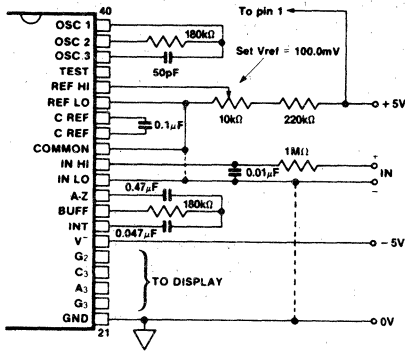 40
To pin 1
OSC 1
180kΩ
OSC 2
Set Vref = 100.0mV
OSC.3
TEST
50pF
REF HI
REF LO
+5V
C REF
0.1μF
10kΩ
220kΩ
C REF
COMMON
1MΩ
+
IN HI
0.01μF
IN
IN LO
−
0.47μF
A-Z
BUFF
180kΩ
INT
0.047μF
V−
−5V
G2
C3
TO DISPLAY
A3
G3
GND
0V
21